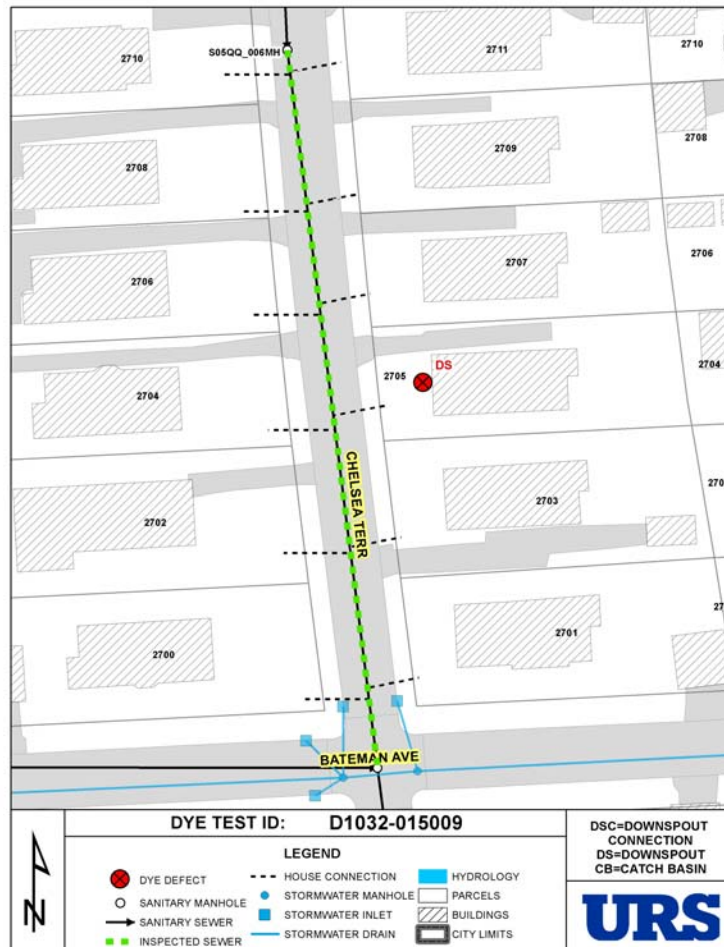 2710
S05QQ_006MH
2711
2710
2708
2709
2708
2706
2707
2706
2705
DS
2704
2704
CHELSEA TERR
2702
2703
270
2700
2701
27
BATEMAN AVE
DYE TEST ID: D1032-015009
LEGEND
DYE DEFECT
SANITARY MANHOLE
SANITARY SEWER
INSPECTED SEWER
HOUSE CONNECTION
STORMWATER MANHOLE
STORMWATER INLET
STORMWATER DRAIN
HYDROLOGY
PARCELS
BUILDINGS
CITY LIMITS
DSC=DOWNSPOUT
CONNECTION
DS=DOWNSPOUT
CB=CATCH BASIN
N
URS